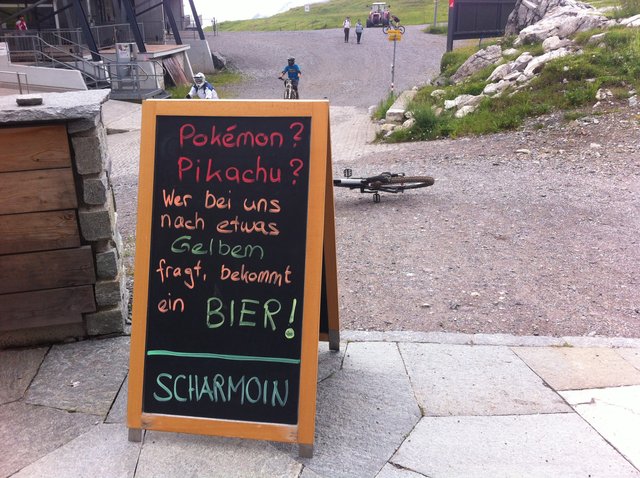 Pokémon?
Pikachu?
Wer bei uns
nach etwas
Gelbem
fragt, bekommt
ein BIER!
SCHARMOIN